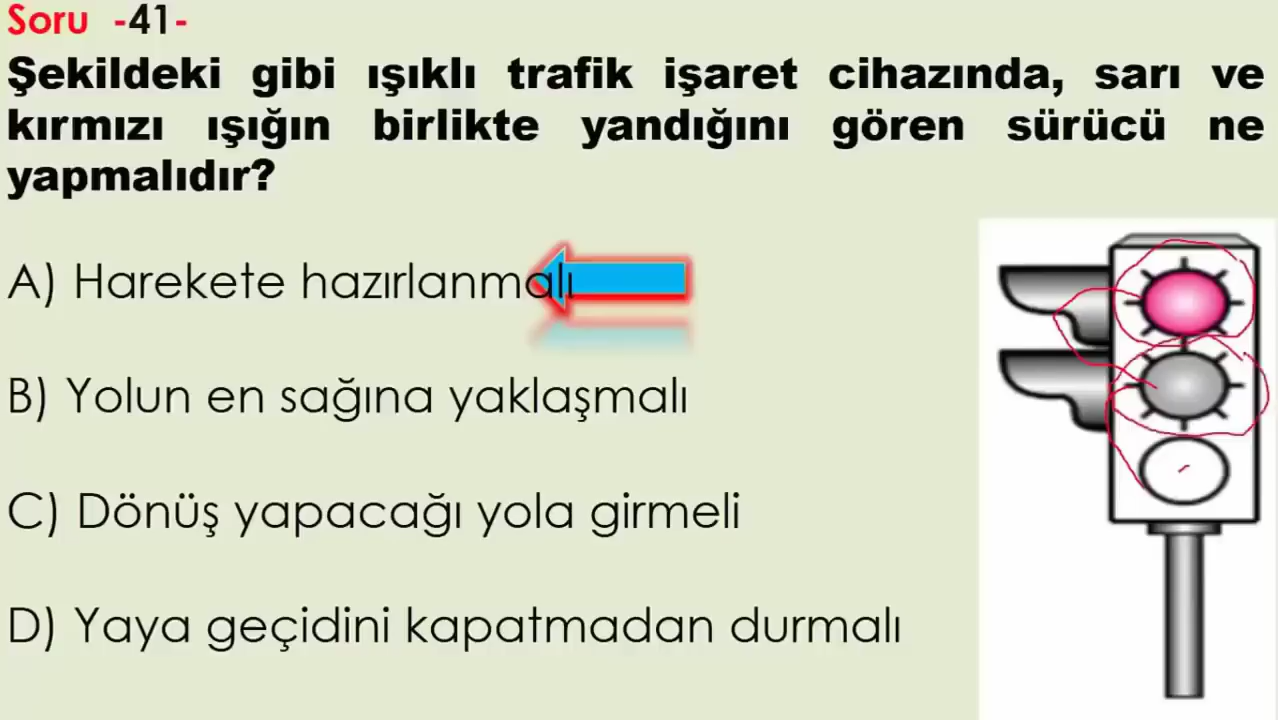 Soru -41-
Şekildeki gibi ışıklı trafik işaret cihazında, sarı ve
kırmızı ışığın birlikte yandığını gören sürücü ne
yapmalıdır?
A) Harekete hazırlanmalı
B) Yolun en sağına yaklaşmalı
C) Dönüş yapacağı yola girmeli
D) Yaya geçidini kapatmadan durmalı